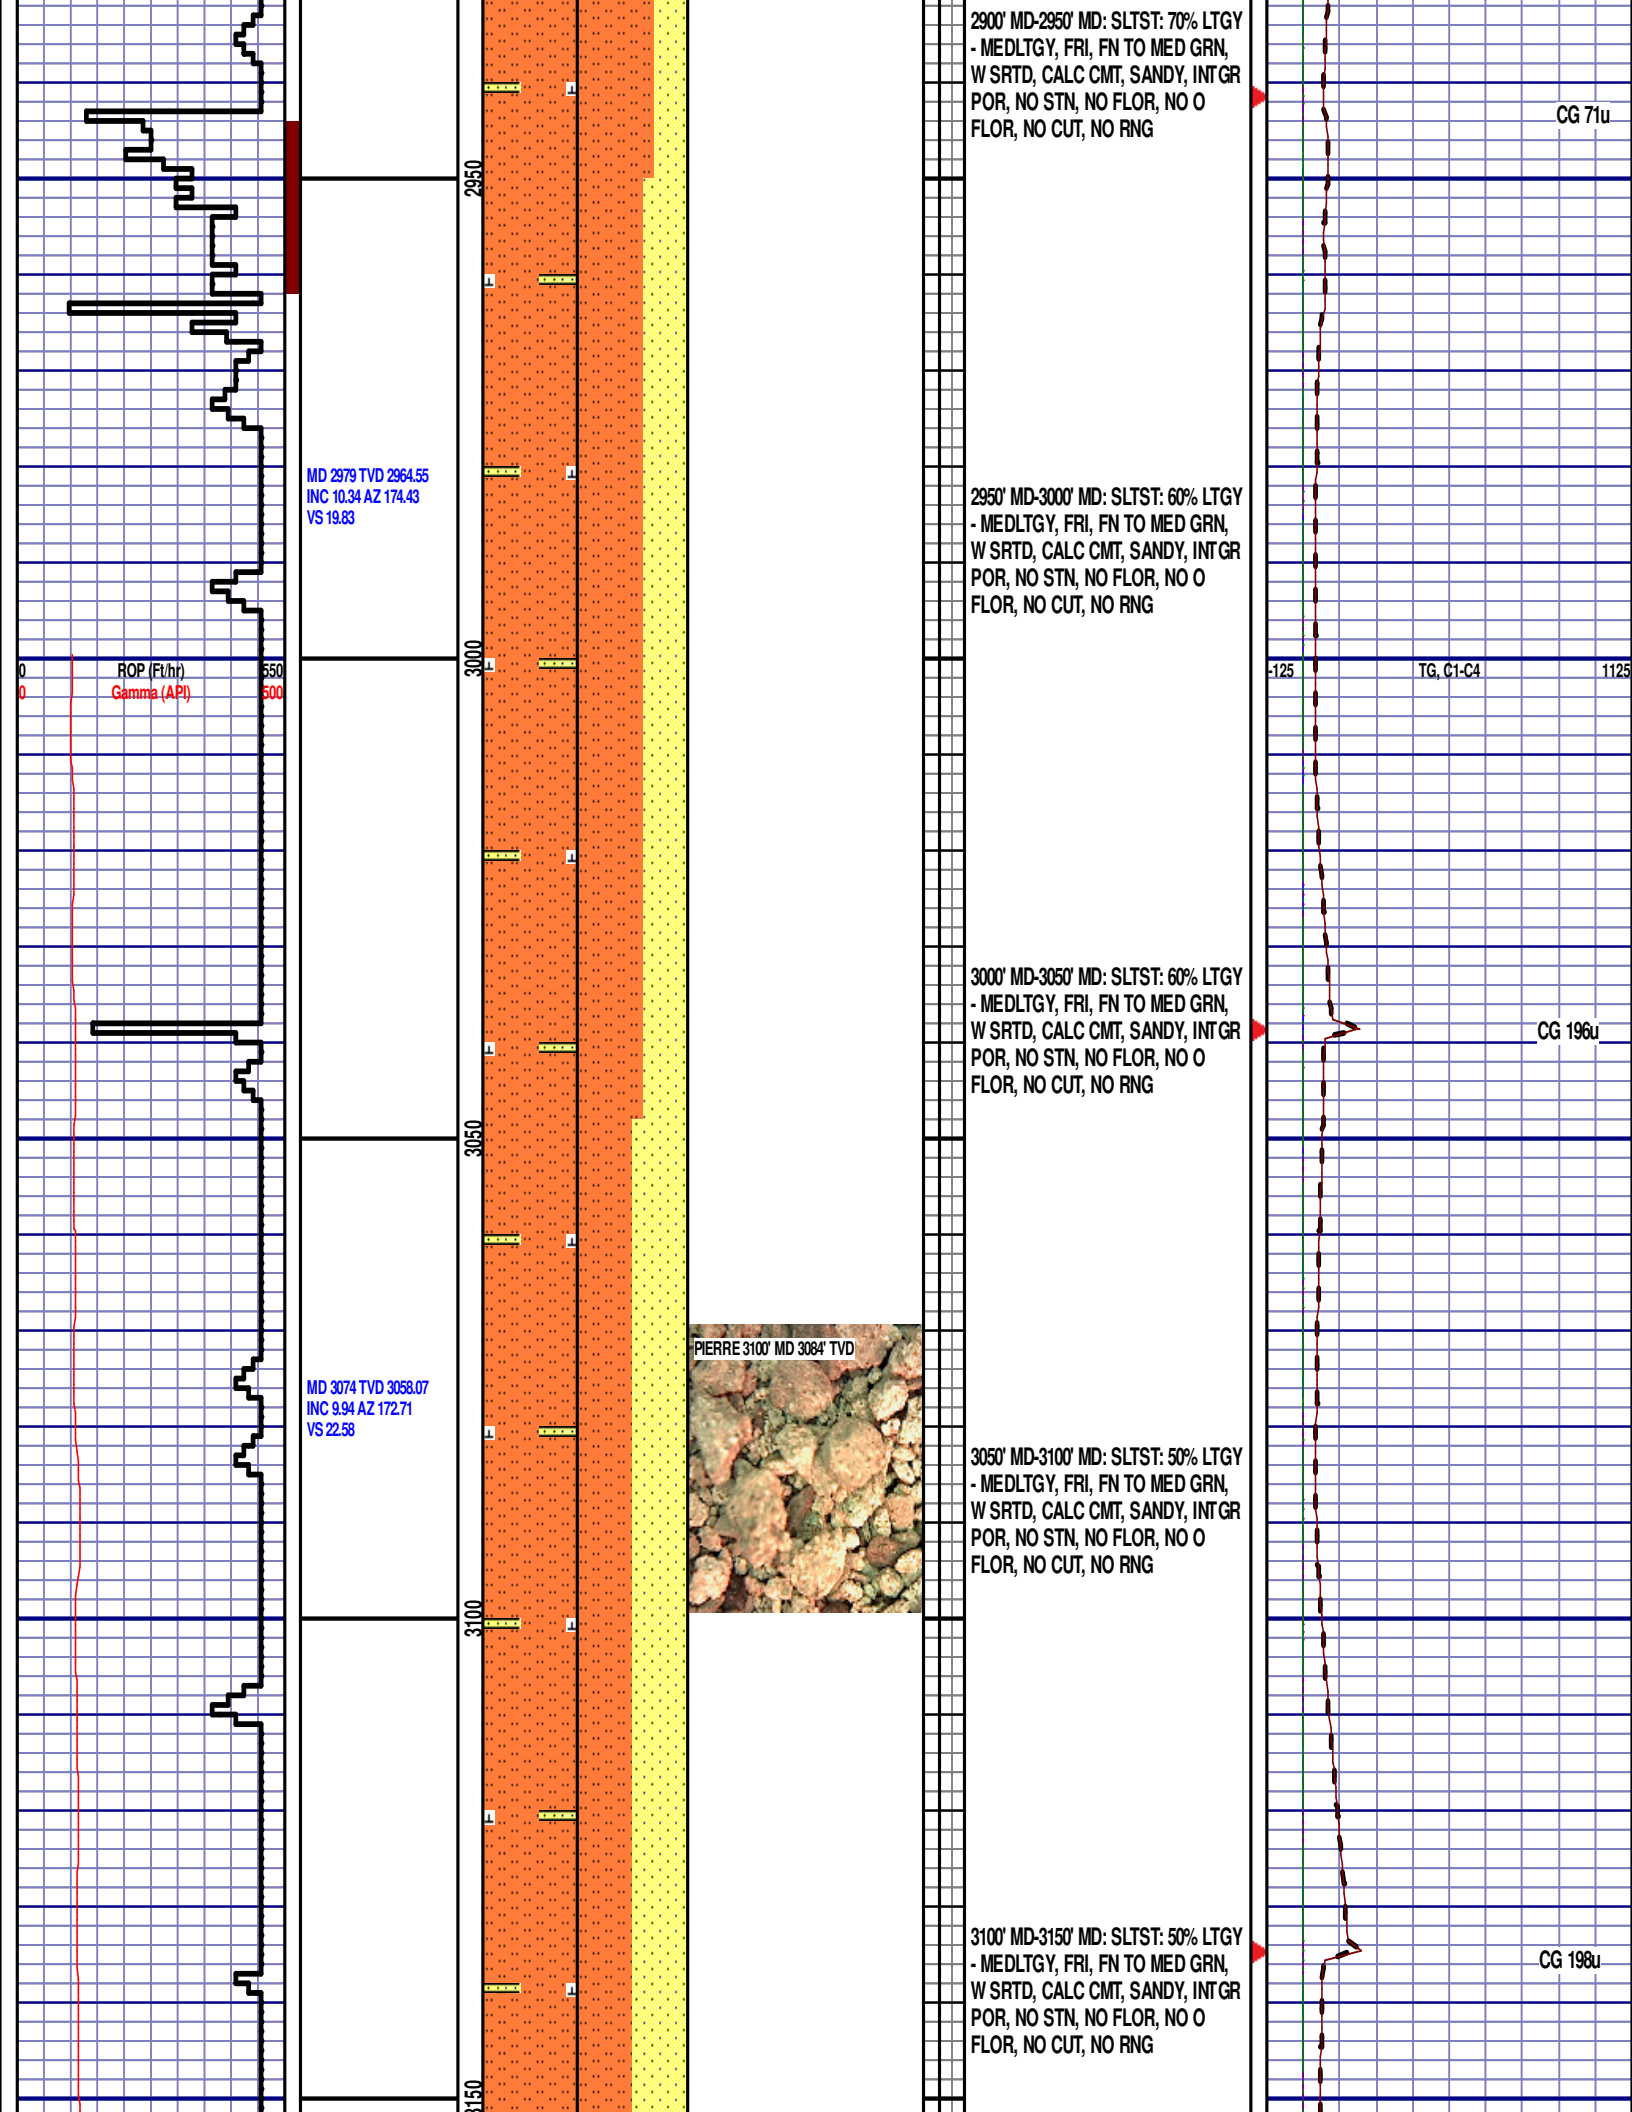 2900' MD-2950' MD: SLTST: 70% LTGY
- MEDLTGY, FRI, FN TO MED GRN,
W SRTD, CALC CMT, SANDY, INTGR
POR, NO STN, NO FLOR, NO O
FLOR, NO CUT, NO RNG
CG 71u
2950
MD 2979 TVD 2964.55
INC 10.34 AZ 174.43
VS 19.83
2950' MD-3000' MD: SLTST: 60% LTGY
- MEDLTGY, FRI, FN TO MED GRN,
W SRTD, CALC CMT, SANDY, INTGR
POR, NO STN, NO FLOR, NO O
FLOR, NO CUT, NO RNG
3000
0 ROP (Ft/hr) 550
0 Gamma (API) 500
-125 TG, C1-C4 1125
3000' MD-3050' MD: SLTST: 60% LTGY
- MEDLTGY, FRI, FN TO MED GRN,
W SRTD, CALC CMT, SANDY, INTGR
POR, NO STN, NO FLOR, NO O
FLOR, NO CUT, NO RNG
CG 196u
3050
PIERRE 3100' MD 3084' TVD
MD 3074 TVD 3058.07
INC 9.94 AZ 172.71
VS 22.58
3050' MD-3100' MD: SLTST: 50% LTGY
- MEDLTGY, FRI, FN TO MED GRN,
W SRTD, CALC CMT, SANDY, INTGR
POR, NO STN, NO FLOR, NO O
FLOR, NO CUT, NO RNG
3100
3100' MD-3150' MD: SLTST: 50% LTGY
- MEDLTGY, FRI, FN TO MED GRN,
W SRTD, CALC CMT, SANDY, INTGR
POR, NO STN, NO FLOR, NO O
FLOR, NO CUT, NO RNG
CG 198u
3150